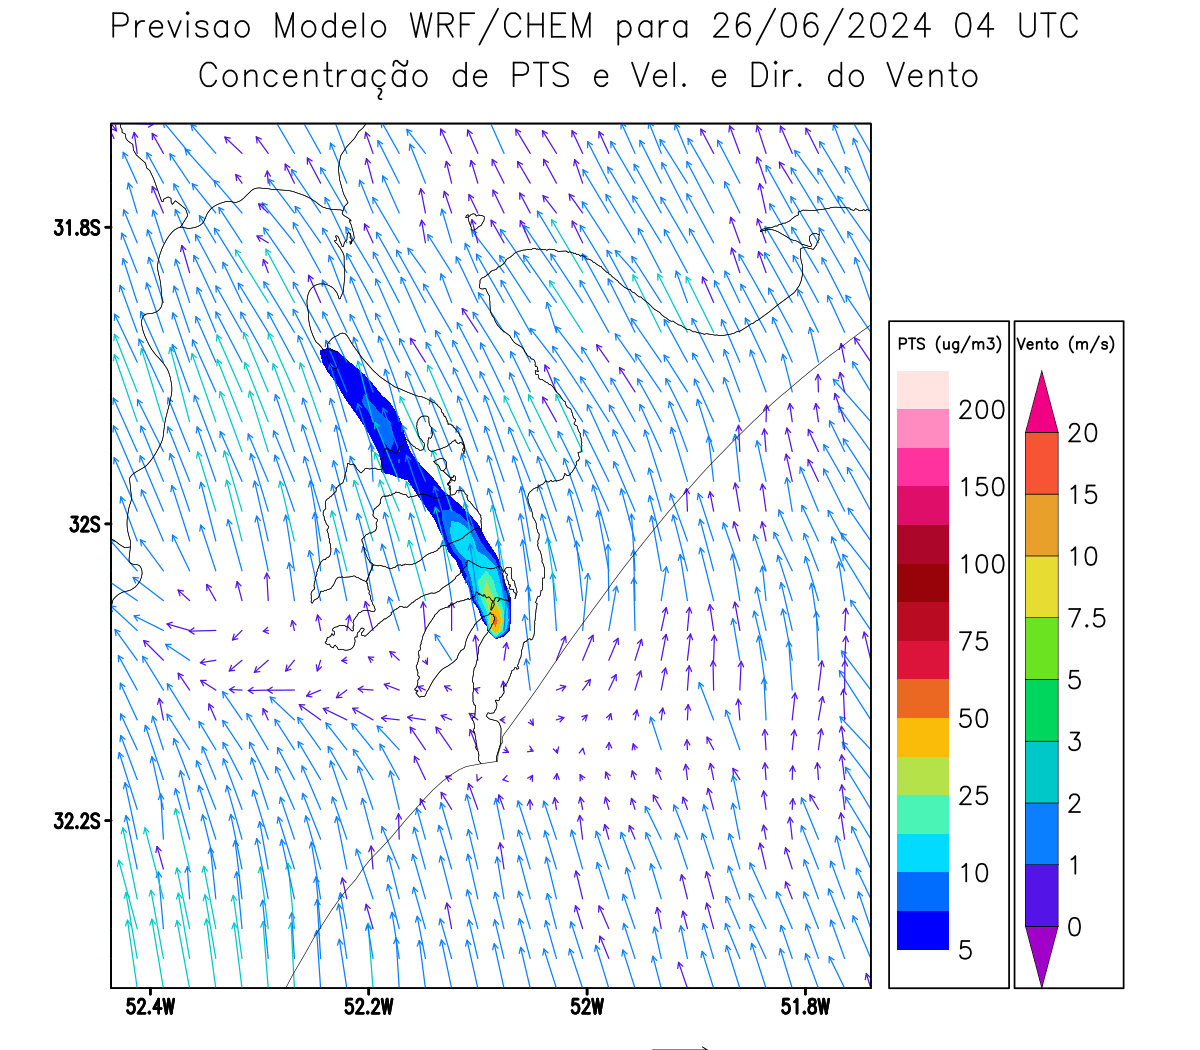 Previsao Modelo WRF/CHEM para 26/06/2024 04 UTC
Concentração de PTS e Vel. e Dir. do Vento
31.8S
32S
32.2S
52.4W
52.2W
52W
51.8W
PTS (ug/m3)
200
150
100
75
50
25
10
5
Vento (m/s)
20
15
10
7.5
5
3
2
1
0